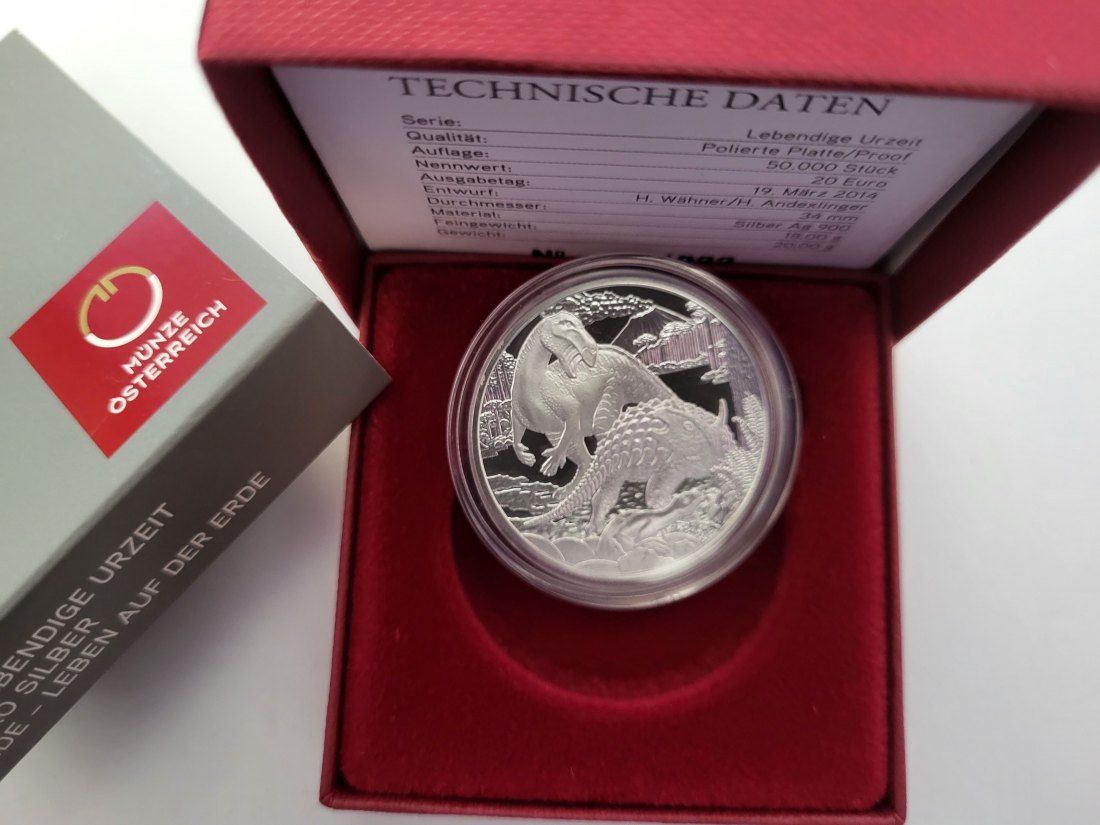 MÜNZE
ÖSTERREICH
BENDIGE URZEIT
RO SILBER
DE – LEBEN AUF DER ERDE
TECHNISCHE DATEN
Serie: Lebendige Urzeit
Qualität: Polierte Platte/Proof
Auflage: 50.000 Stück
Nennwert: 20 Euro
Ausgabetag: 19. März 2014
Entwurf: H. Wähner/H. Andexlinger
Durchmesser: 34 mm
Material: Silber Ag 900
Feingewicht: 18,00 g
Gewicht: 20,00 g